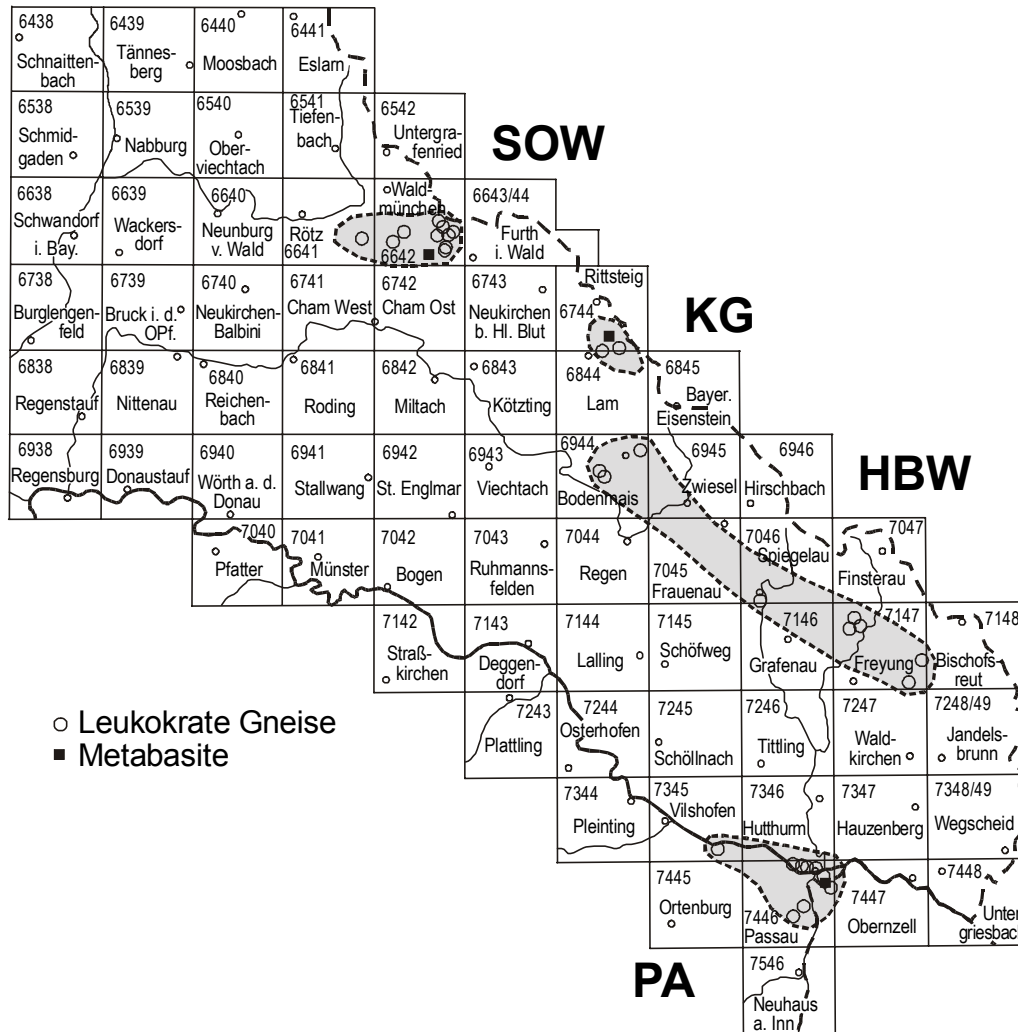 6438
6439
6440
6441
Schnaitten-
bach
Tännes-
berg
Moosbach
Eslarn
6538
6539
6540
6541
6542
Schmid-
gaden
Nabburg
Ober-
viechtach
Tiefen-
bach
Untergra-
fenried
SOW
6638
6639
6640
Wald-
münchen
6643/44
Schwandorf
i. Bay.
Wackers-
dorf
Neunburg
v. Wald
Rötz
6641
6642
Furth
i. Wald
6738
6739
6740
6741
6742
6743
Rittsteig
6744
Burglengen-
feld
Bruck i. d.
OPf.
Neukirchen-
Balbini
Cham West
Cham Ost
Neukirchen
b. Hl. Blut
KG
6838
6839
6840
6841
6842
6843
6844
6845
Regenstauf
Nittenau
Reichen-
bach
Roding
Miltach
Kötzting
Lam
Bayer.
Eisenstein
6938
6939
6940
6941
6942
6943
6944
6945
6946
HBW
Regensburg
Donaustauf
Wörth a. d.
Donau
Stallwang
St. Englmar
Viechtach
Bodenmais
Zwiesel
Hirschbach
7040
7041
7042
7043
7044
7045
7046
7047
Pfatter
Münster
Bogen
Ruhmanns-
felden
Regen
Frauenau
Spiegelau
Finsterau
7142
7143
7144
7145
7146
7147
7148
Straß-
kirchen
Deggen-
dorf
Lalling
Schöfweg
Grafenau
Freyung
Bischofs-
reut
Leukokrate Gneise
Metabasite
7243
7244
7245
7246
7247
7248/49
Plattling
Osterhofen
Schöllnach
Tittling
Wald-
kirchen
Jandels-
brunn
7344
7345
7346
7347
7348/49
Pleinting
Vilshofen
Hutthurm
Hauzenberg
Wegscheid
7445
7446
7447
7448
Ortenburg
Passau
Obernzell
Unter
griesbach
PA
7546
Neuhaus
a. Inn